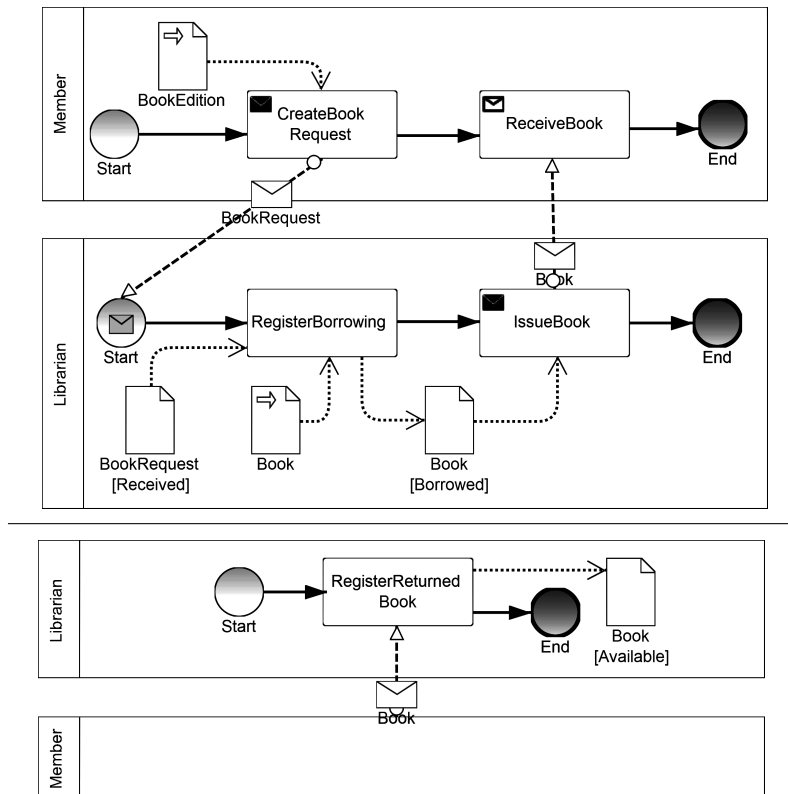 Member
BookEdition
CreateBook
Request
ReceiveBook
Start
End
BookRequest
Book
Librarian
Start
RegisterBorrowing
IssueBook
End
BookRequest
[Received]
Book
Book
[Borrowed]
Librarian
Start
RegisterReturned
Book
End
Book
[Available]
Book
Member